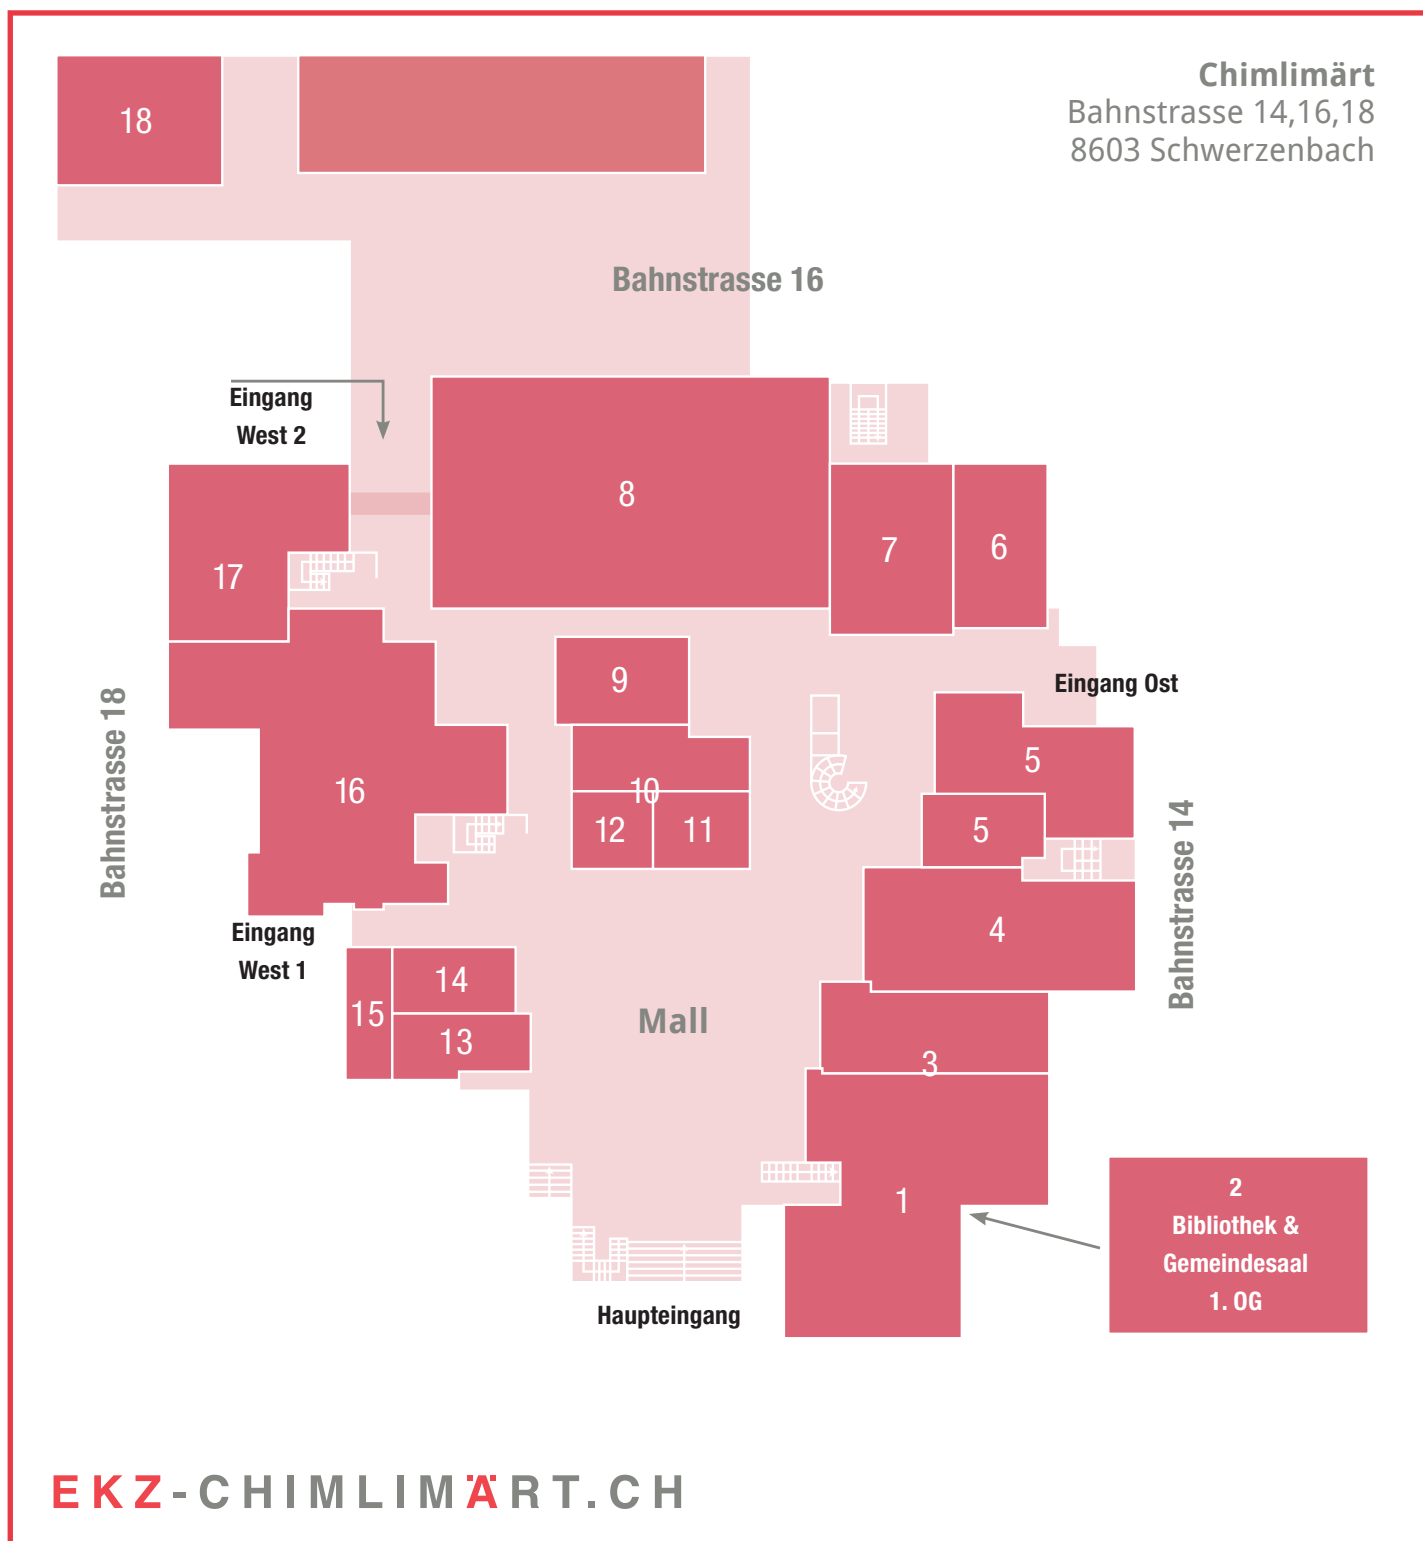 Chimlimärt
Bahnstrasse 14,16,18
8603 Schwerzenbach
18
Bahnstrasse 16
Eingang
West 2
8
7
6
17
9
Eingang Ost
Bahnstrasse 18
16
10
12
11
5
5
Bahnstrasse 14
4
Eingang
West 1
14
15
13
Mall
3
1
2
Bibliothek &
Gemeindesaal
1. OG
Haupteingang
EKZ-CHIMLIMÄRT.CH